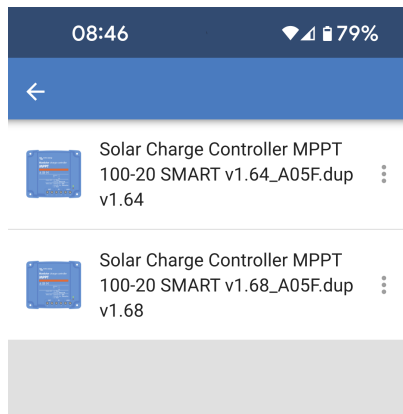 08:46
79%
Solar Charge Controller MPPT
100-20 SMART v1.64_A05F.dup
v1.64
Solar Charge Controller MPPT
100-20 SMART v1.68_A05F.dup
v1.68